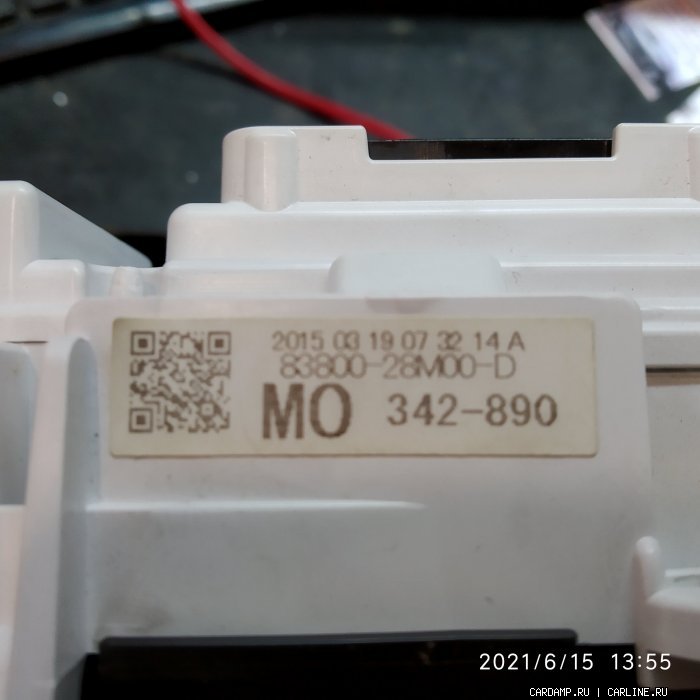 2015 03 19 07 32 14 A
83800-28M00-D
MO 342-890
2021/6/15 13:55
CARDAMP.RU | CARLINE.RU